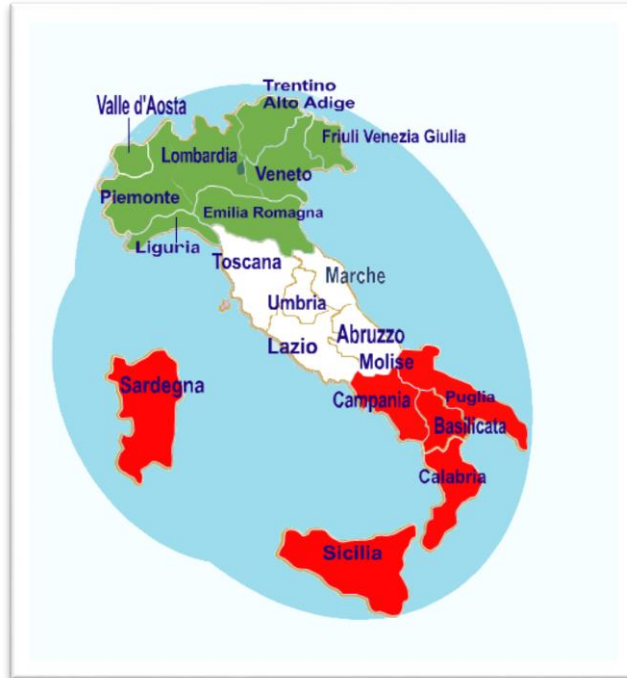 Trentino
Alto Adige
Valle d'Aosta
Friuli Venezia Giulia
Lombardia
Veneto
Piemonte
Emilia Romagna
Liguria
Toscana
Marche
Umbria
Abruzzo
Lazio
Molise
Sardegna
Campania
Puglia
Basilicata
Calabria
Sicilia